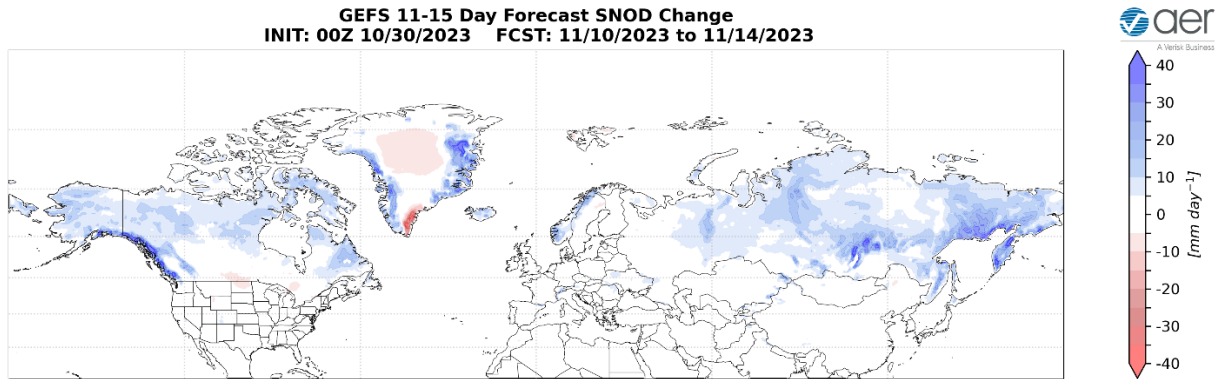 GEFS 11-15 Day Forecast SNOD Change
INIT: 00Z 10/30/2023 FCST: 11/10/2023 to 11/14/2023
aer
A Verisk Business
40
30
20
10
0
-10
-20
-30
-40
[mm day⁻¹]